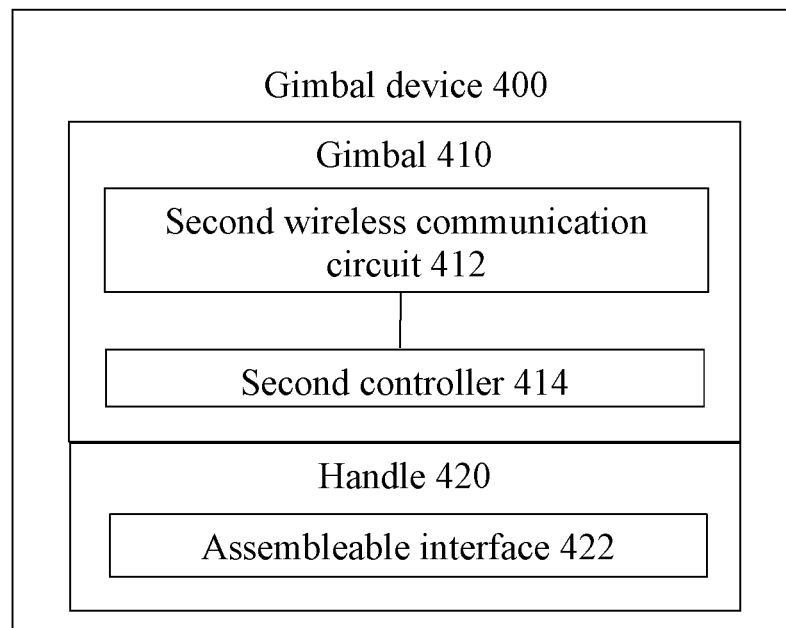 Gimbal device 400
Gimbal 410
Second wireless communication
circuit 412
Second controller 414
Handle 420
Assembleable interface 422